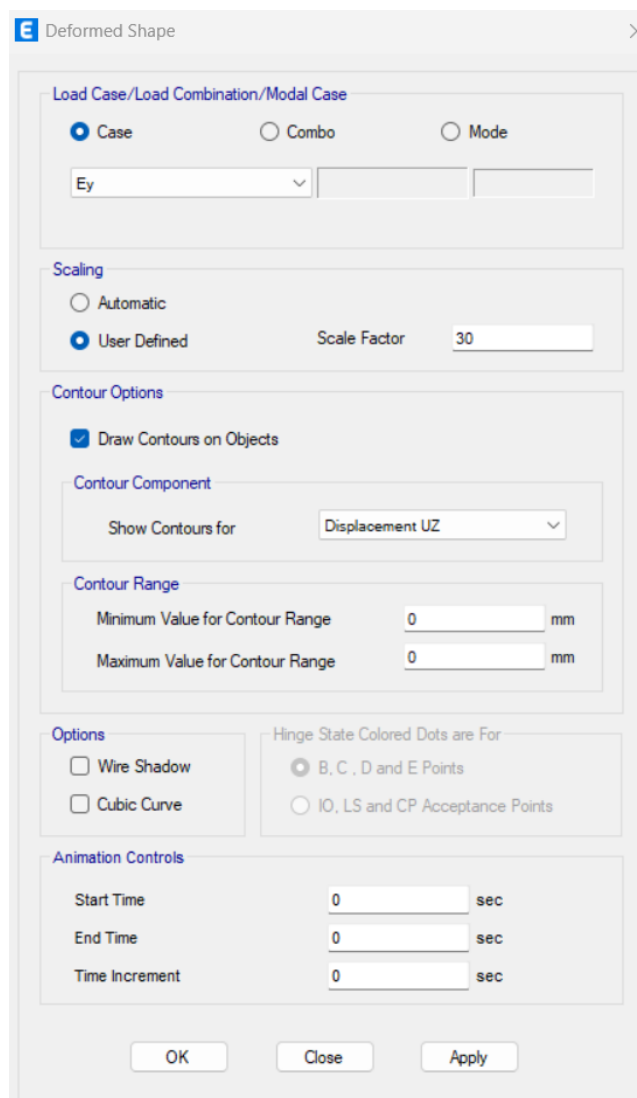 E Deformed Shape
Load Case/Load Combination/Modal Case
Case Combo Mode
Ey
Scaling
Automatic
User Defined Scale Factor 30
Contour Options
Draw Contours on Objects
Contour Component
Show Contours for Displacement UZ
Contour Range
Minimum Value for Contour Range 0 mm
Maximum Value for Contour Range 0 mm
Options Hinge State Colored Dots are For
Wire Shadow B, C , D and E Points
Cubic Curve IO, LS and CP Acceptance Points
Animation Controls
Start Time 0 sec
End Time 0 sec
Time Increment 0 sec
OK Close Apply